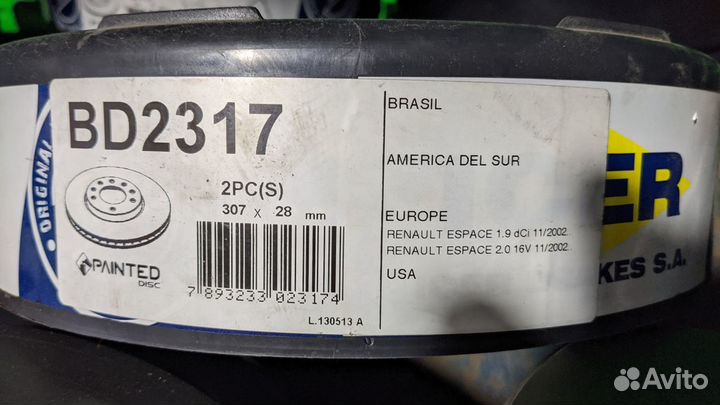 ORIGINAL
BD2317
2PC(S)
307 x 28 mm
PAINTED
DISC
7 893233 023174
L.130513 A
BRASIL
AMERICA DEL SUR
EUROPE
RENAULT ESPACE 1.9 dCi 11/2002..
RENAULT ESPACE 2.0 16V 11/2002..
USA
ER
KES S.A.
Avito